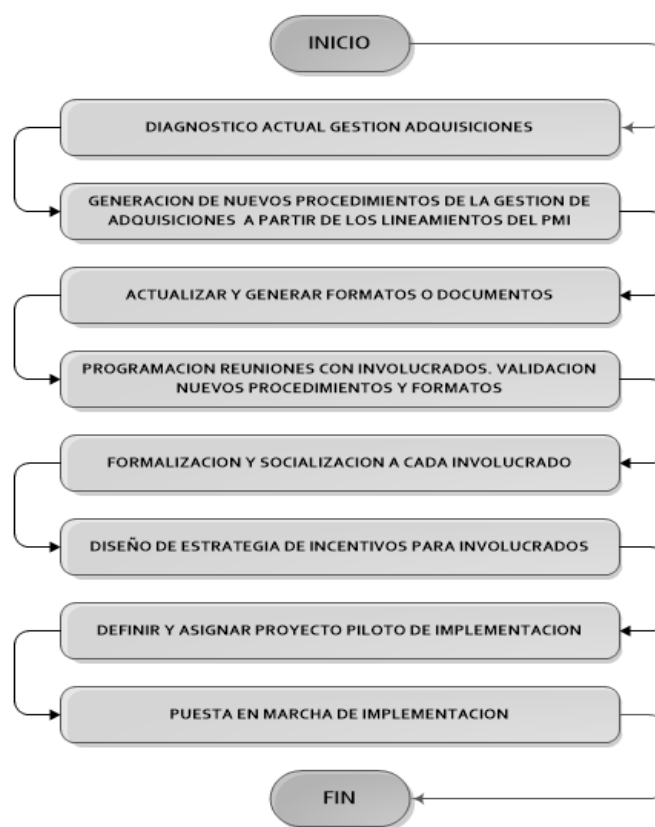 INICIO
DIAGNOSTICO ACTUAL GESTION ADQUISICIONES
GENERACION DE NUEVOS PROCEDIMIENTOS DE LA GESTION DE
ADQUISICIONES A PARTIR DE LOS LINEAMIENTOS DEL PMI
ACTUALIZAR Y GENERAR FORMATOS O DOCUMENTOS
PROGRAMACION REUNIONES CON INVOLUCRADOS. VALIDACION
NUEVOS PROCEDIMIENTOS Y FORMATOS
FORMALIZACION Y SOCIALIZACION A CADA INVOLUCRADO
DISEÑO DE ESTRATEGIA DE INCENTIVOS PARA INVOLUCRADOS
DEFINIR Y ASIGNAR PROYECTO PILOTO DE IMPLEMENTACION
PUESTA EN MARCHA DE IMPLEMENTACION
FIN